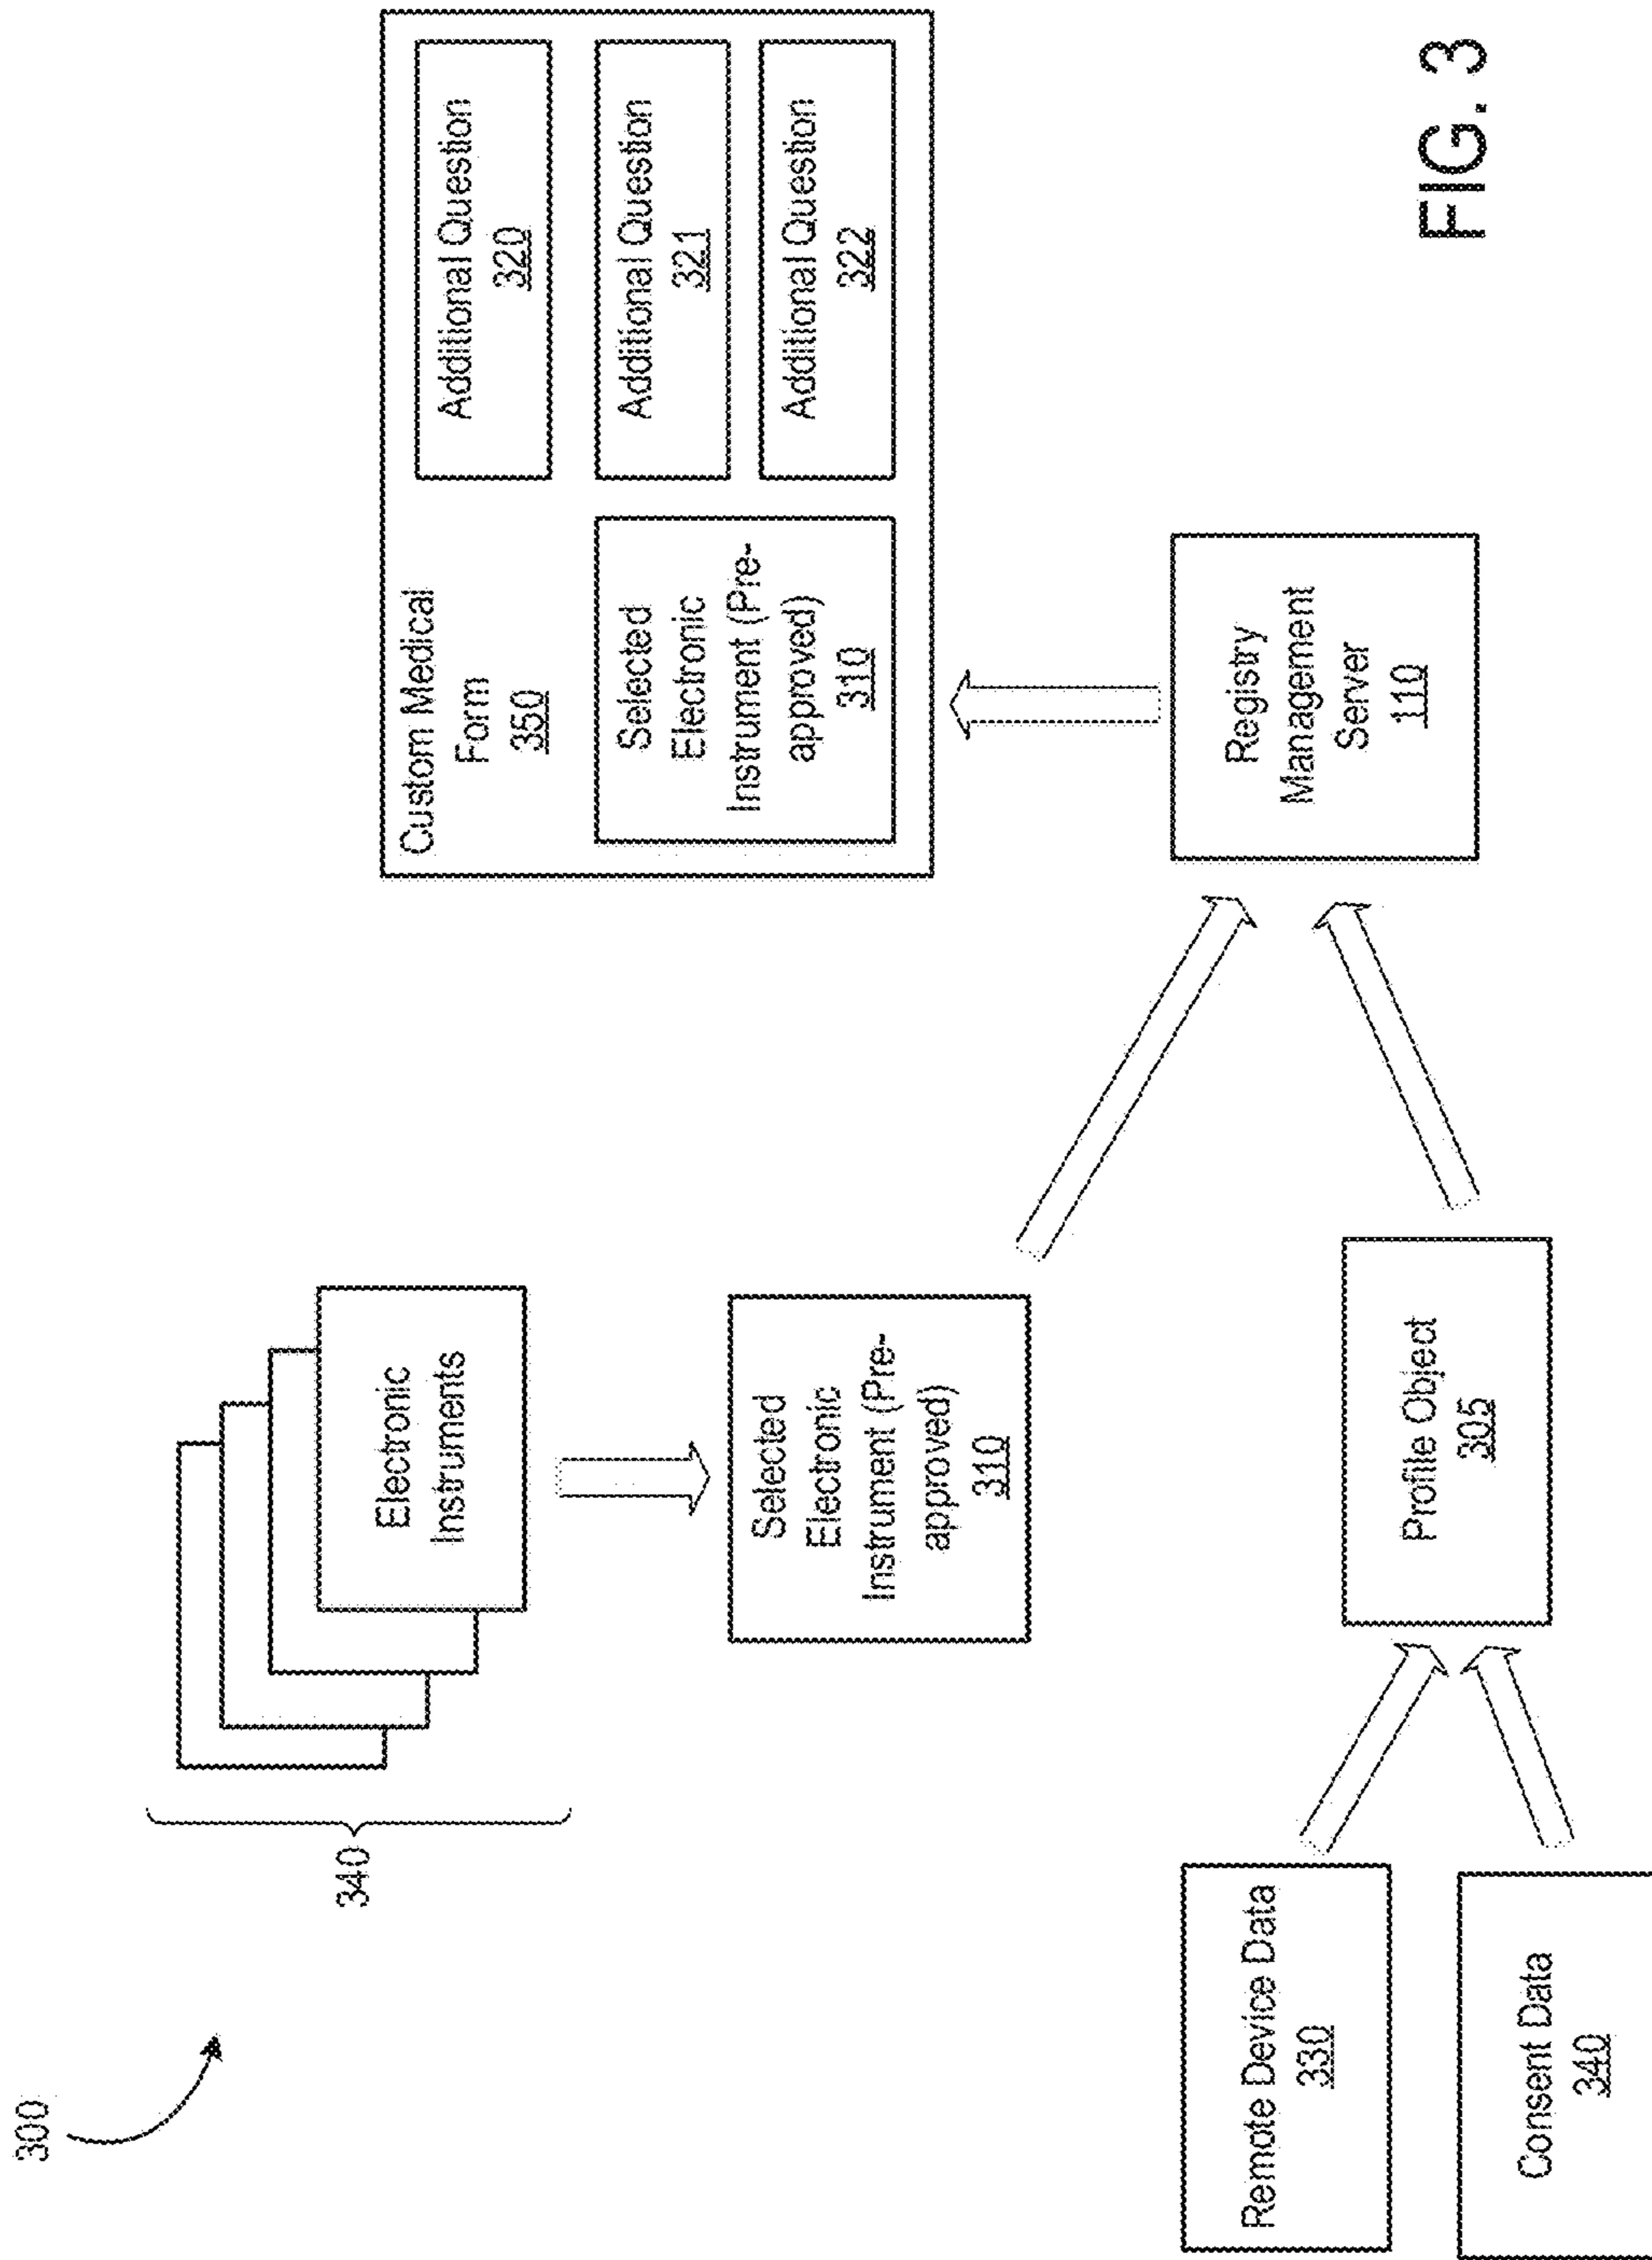 300
340
Electronic
Instruments
Selected
Electronic
Instrument (Pre-
approved)
310
Remote Device Data
330
Consent Data
340
Profile Object
305
Registry
Management
Server
110
Custom Medical
Form
350
Selected
Electronic
Instrument (Pre-
approved)
310
Additional Question
320
Additional Question
321
Additional Question
322
FIG. 3